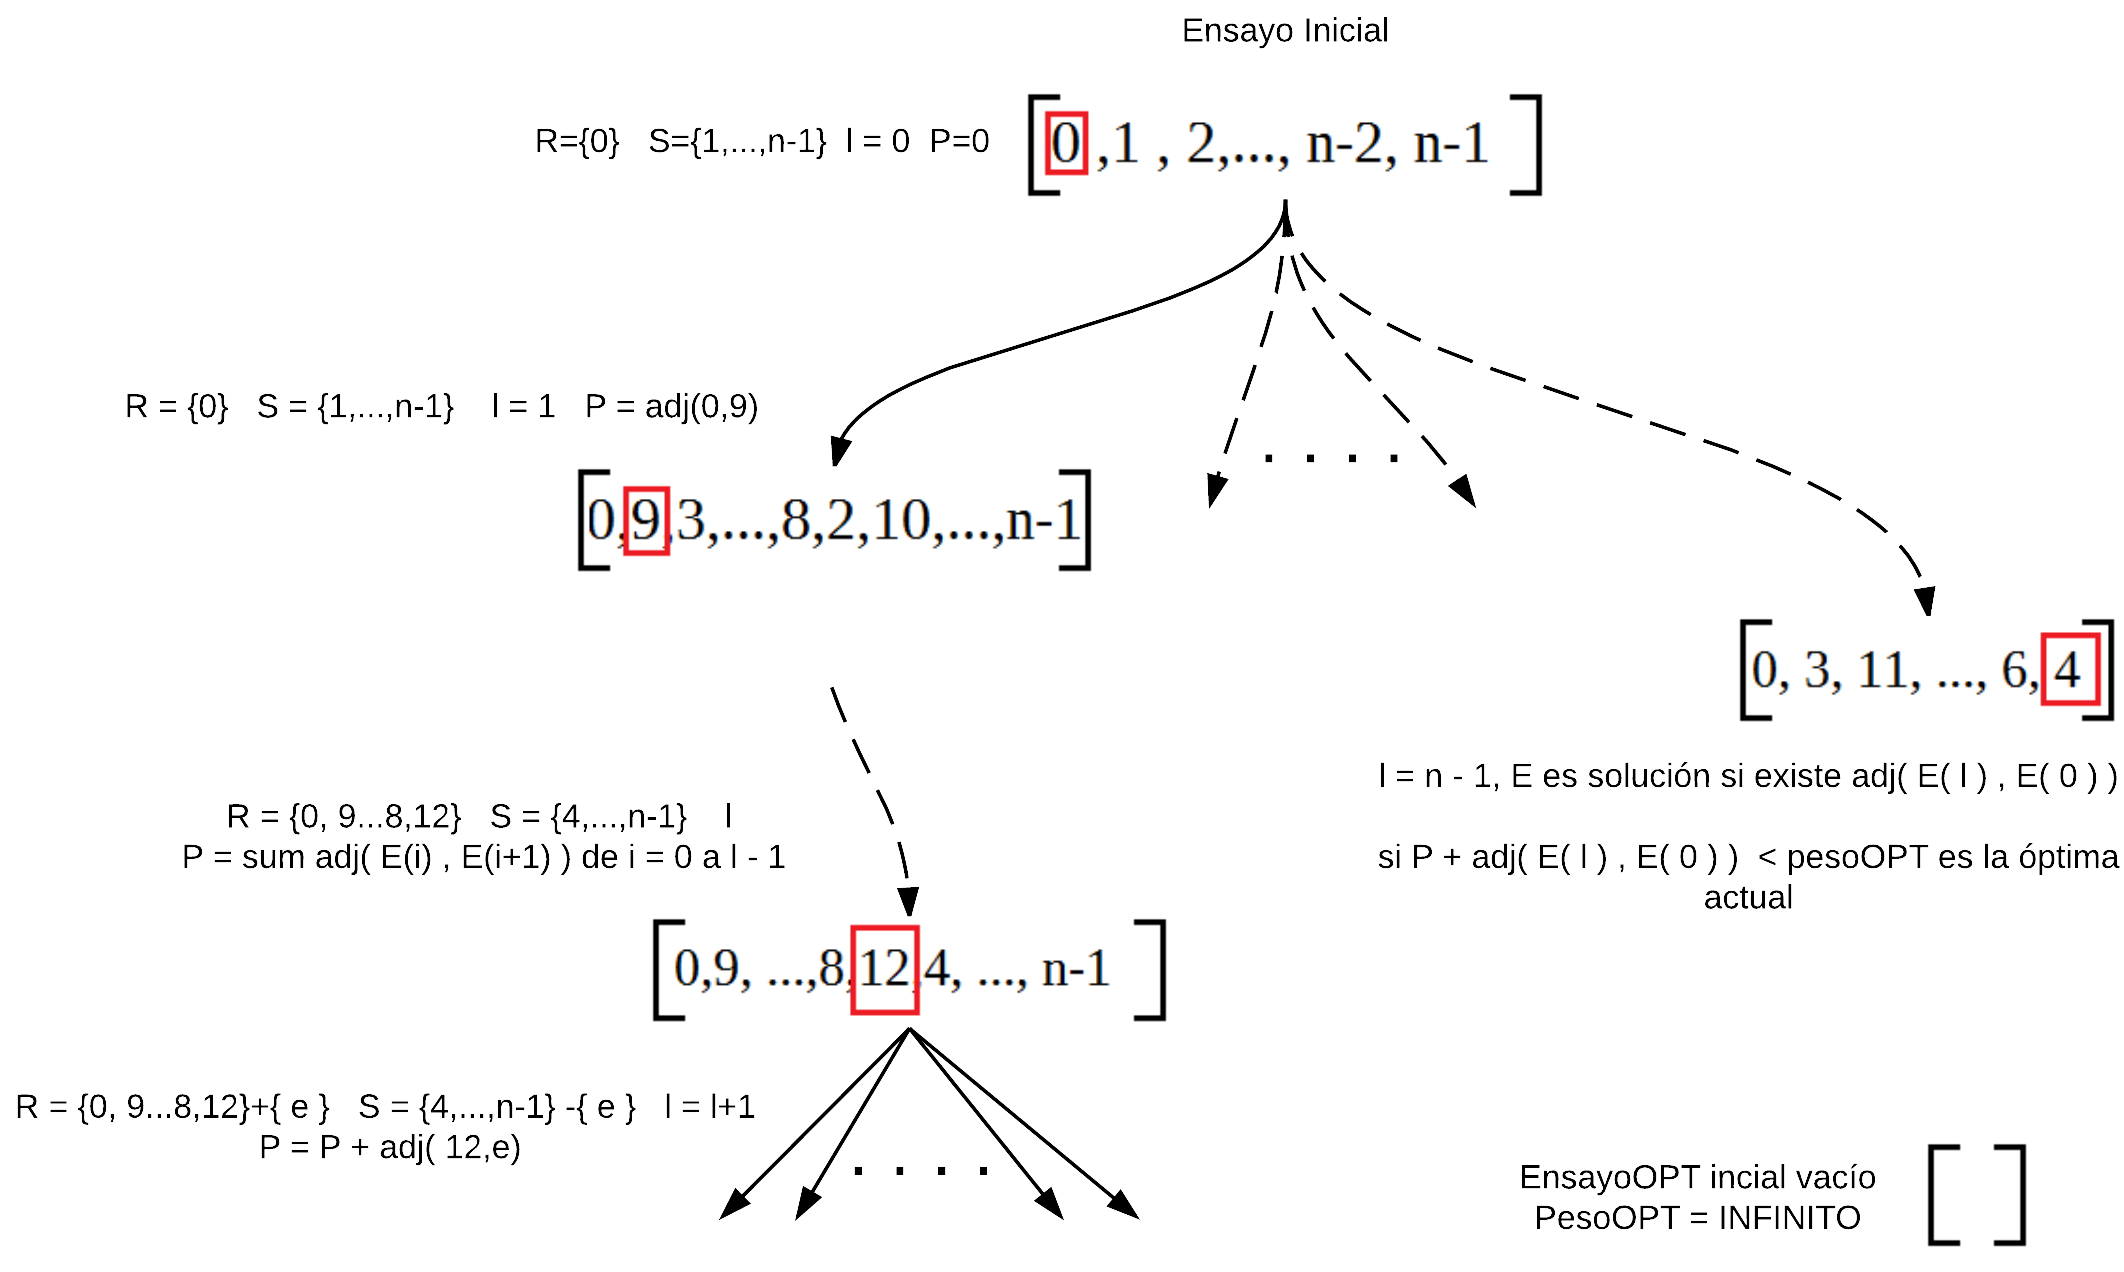 Ensayo Inicial
R={0} S={1,...,n-1} l = 0 P=0
0 ,1 , 2,..., n-2, n-1
R = {0} S = {1,...,n-1} l = 1 P = adj(0,9)
0,9,3,...,8,2,10,...,n-1
0, 3, 11, ..., 6, 4
l = n - 1, E es solución si existe adj( E( l ) , E( 0 ) )
si P + adj( E( l ) , E( 0 ) ) < pesoOPT es la óptima
actual
R = {0, 9...8,12} S = {4,...,n-1} l
P = sum adj( E(i) , E(i+1) ) de i = 0 a l - 1
0,9, ...,8,12,4, ..., n-1
R = {0, 9...8,12}+{ e } S = {4,...,n-1} -{ e } l = l+1
P = P + adj( 12,e)
. . . .
. . . .
EnsayoOPT incial vacío
PesoOPT = INFINITO
[ ]